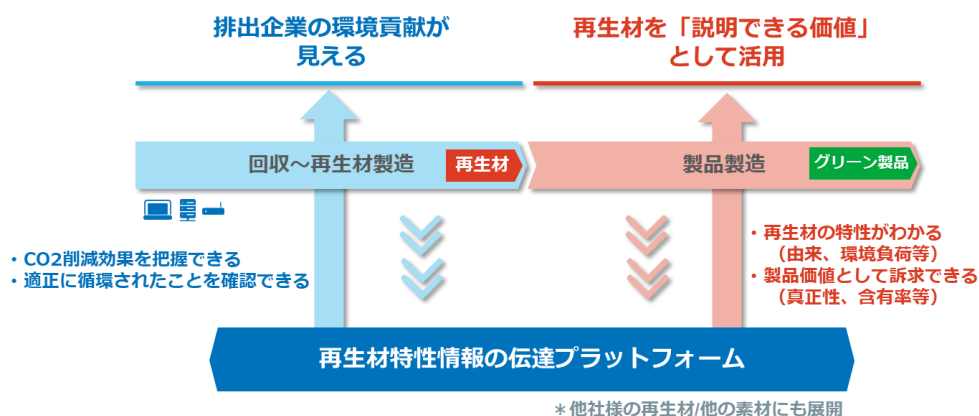 排出企業の環境貢献が
見える
再生材を「説明できる価値」
として活用
回収～再生材製造
再生材
製品製造
グリーン製品
・CO2削減効果を把握できる
・適正に循環されたことを確認できる
・再生材の特性がわかる
（由来、環境負荷等）
・製品価値として訴求できる
（真正性、含有率等）
再生材特性情報の伝達プラットフォーム
＊他社様の再生材/他の素材にも展開